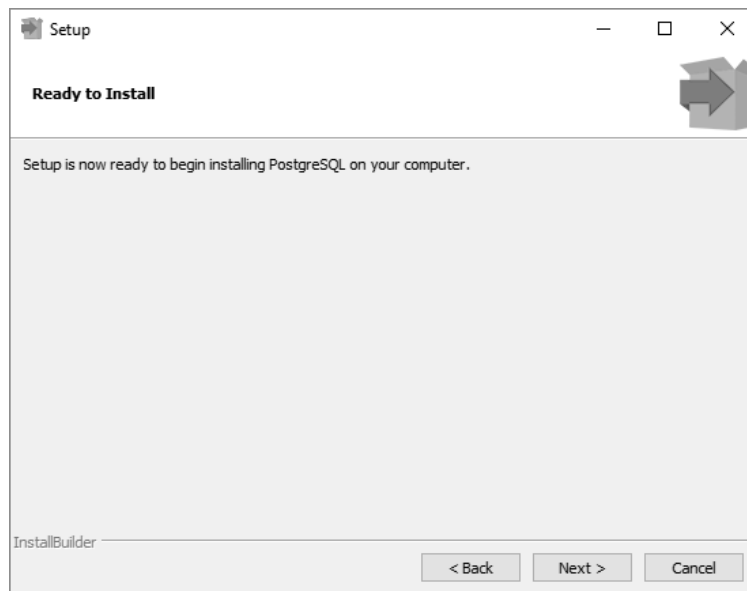 Setup
Ready to Install
Setup is now ready to begin installing PostgreSQL on your computer.
InstallBuilder
< Back
Next >
Cancel